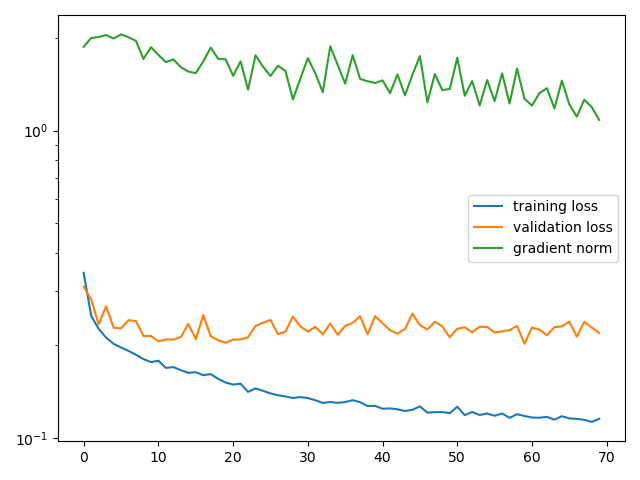 10⁰
10⁻¹
training loss
validation loss
gradient norm
0 10 20 30 40 50 60 70